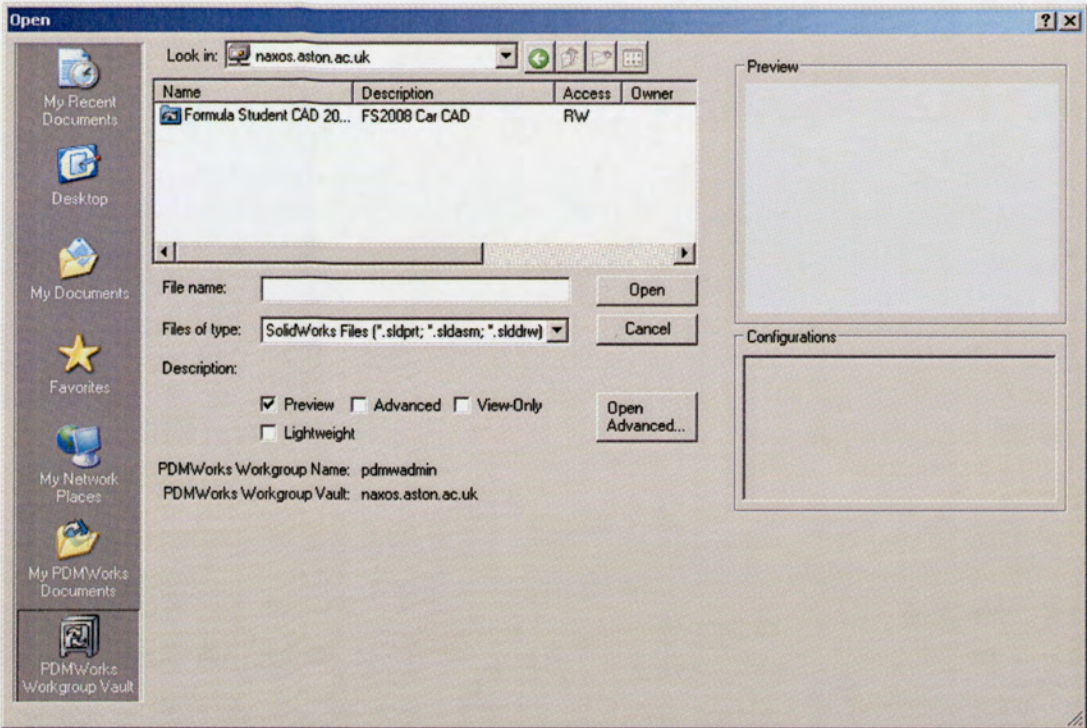 Open
My Recent
Documents
Desktop
My Documents
Favorites
My Network
Places
My PDMWorks
Documents
PDMWorks
Workgroup Vault
Look in: naxos.aston.ac.uk
Name Description Access Owner
Formula Student CAD 20... FS2008 Car CAD RW
File name: Open
Files of type: SolidWorks Files (*.sldprt; *.sldasm; *.slddrw) Cancel
Description:
Preview Advanced View-Only
Lightweight
Open
Advanced...
PDMWorks Workgroup Name: pdmwadmin
PDMWorks Workgroup Vault: naxos.aston.ac.uk
Preview
Configurations